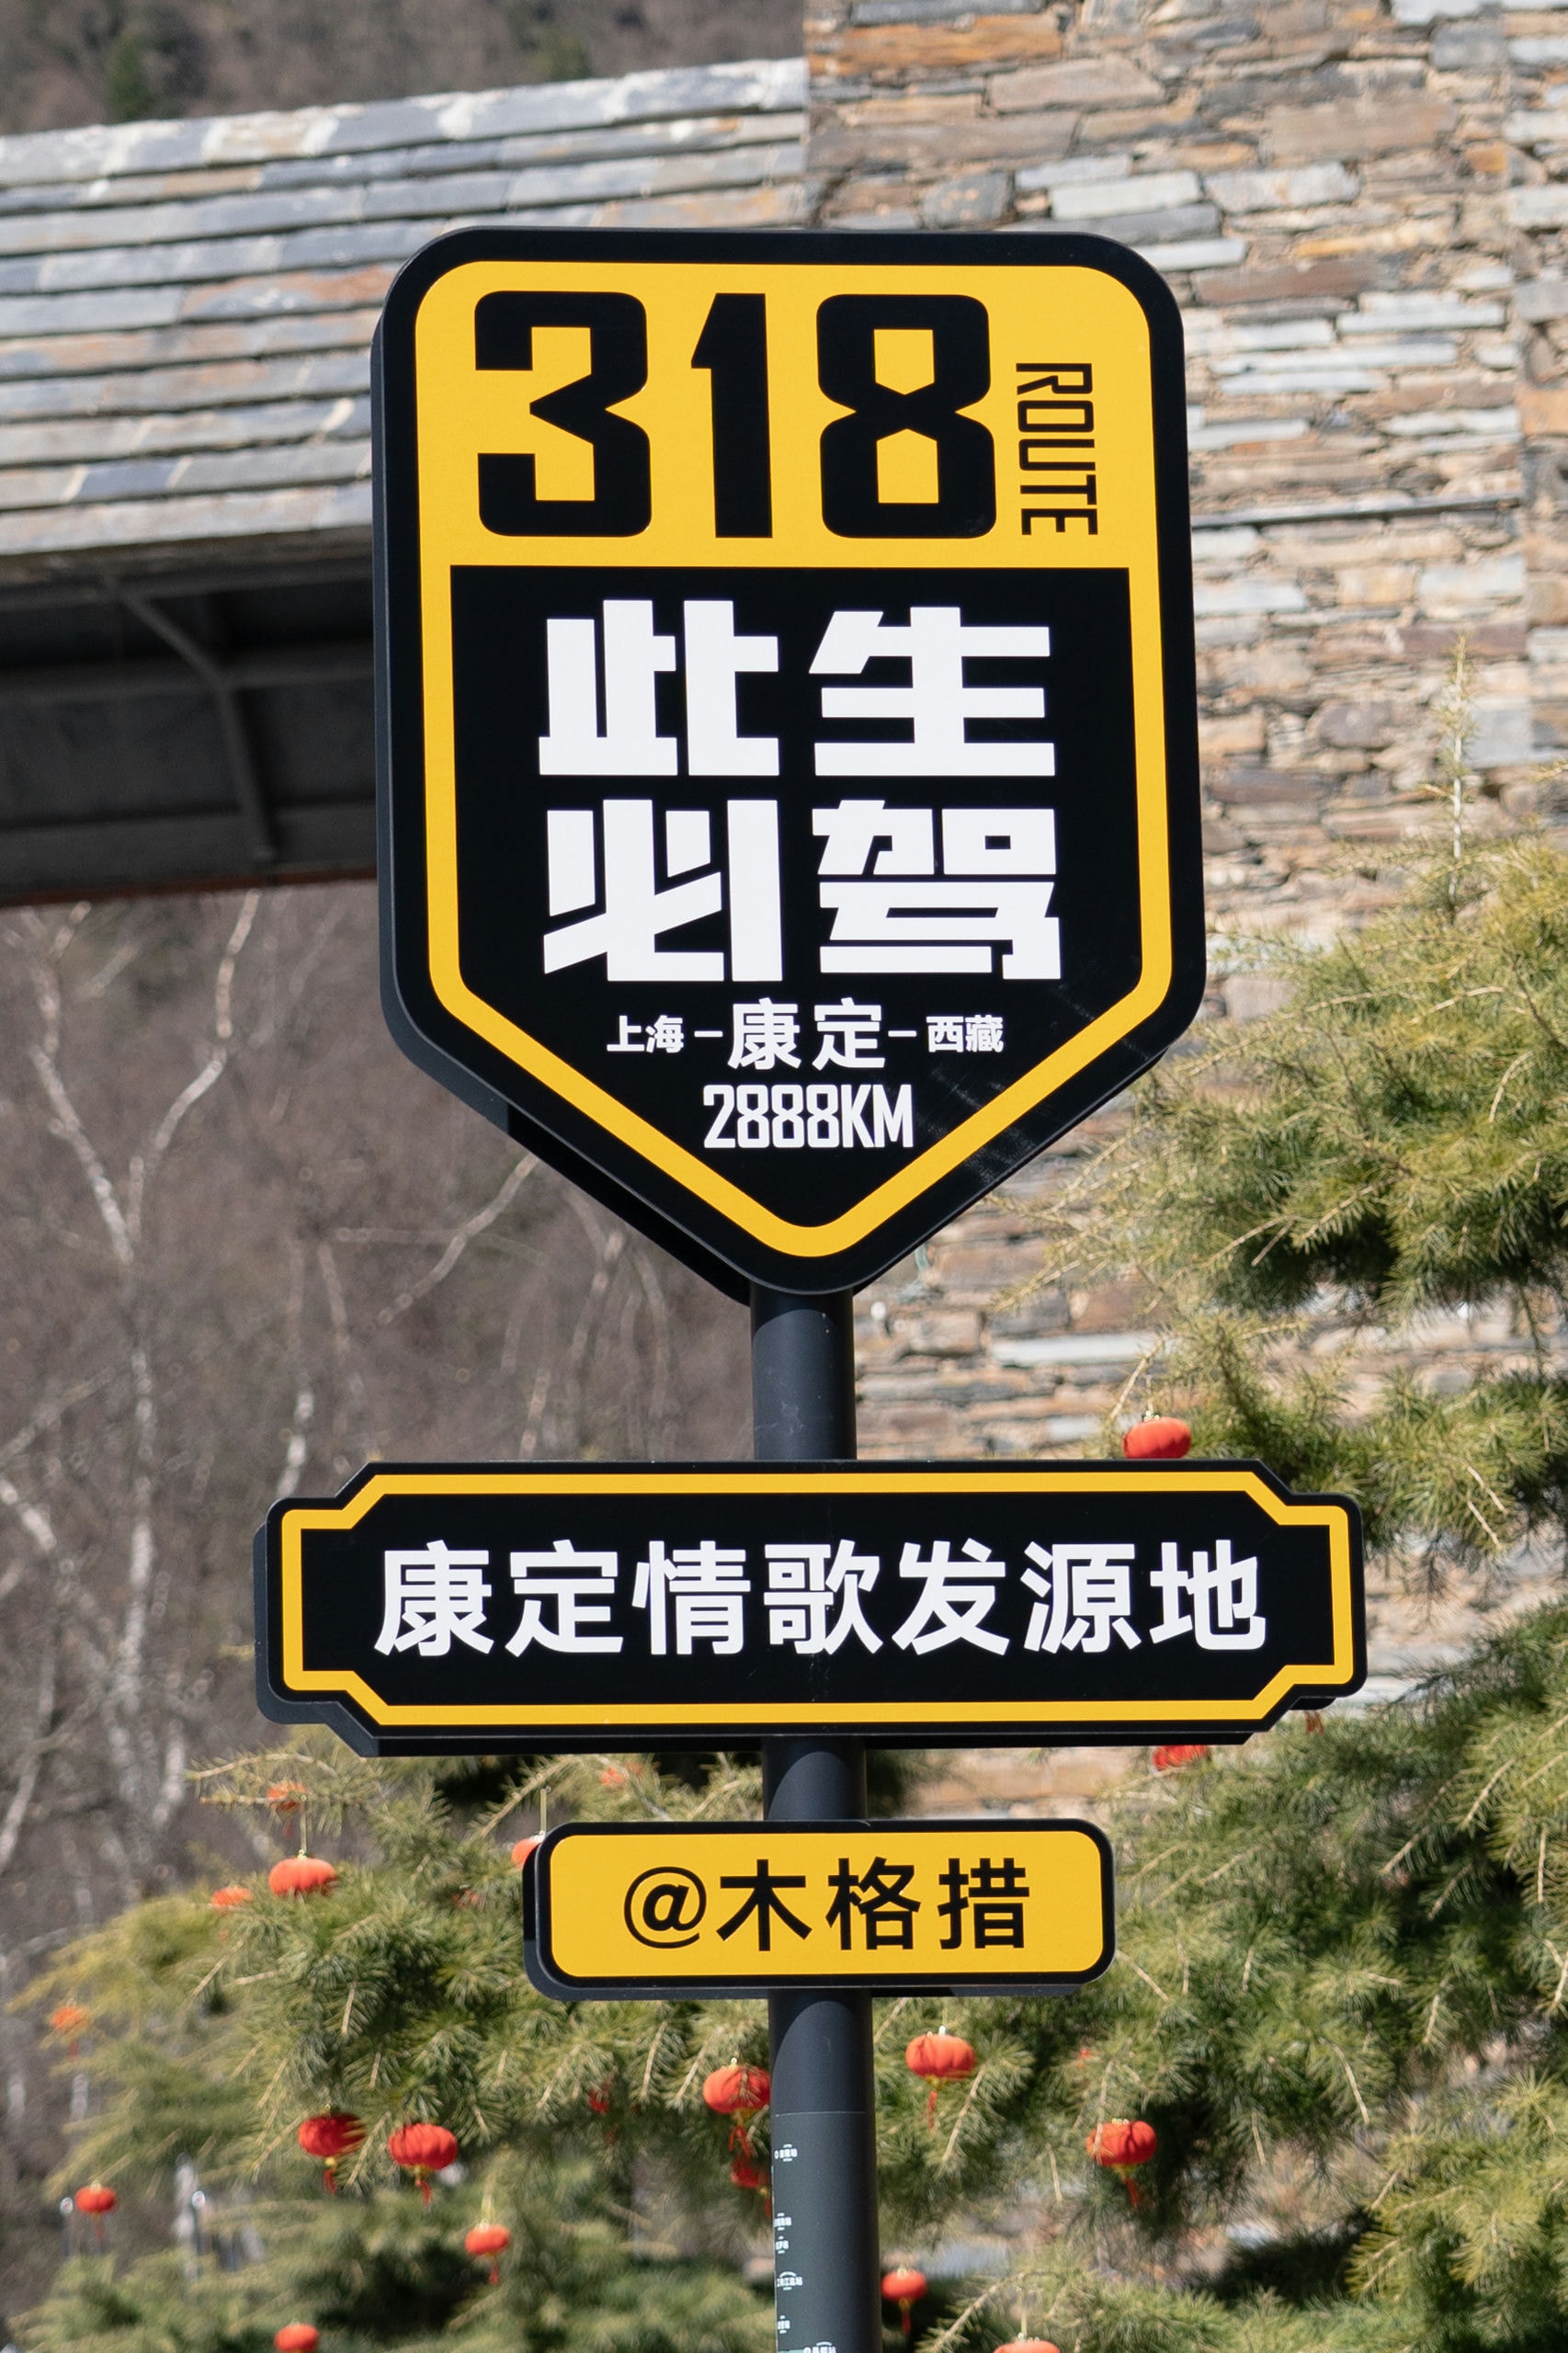 318 ROUTE
此生
必驾
上海-康定-西藏
2888KM
康定情歌发源地
@木格措